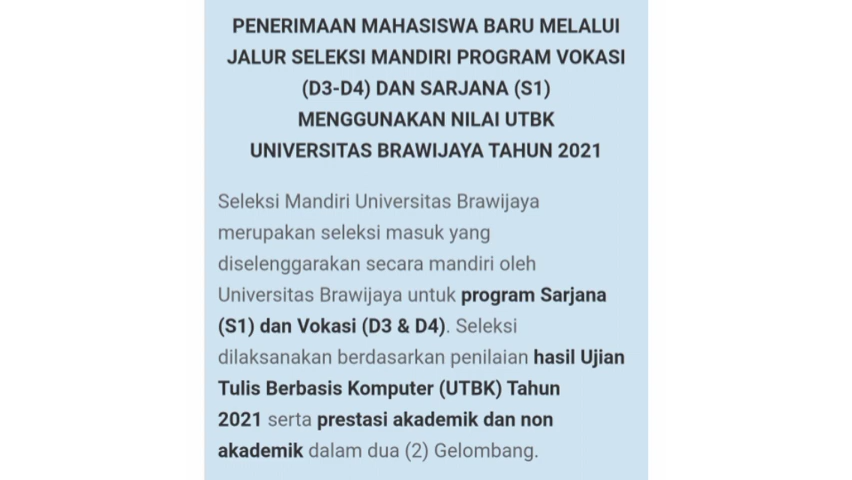 PENERIMAAN MAHASISWA BARU MELALUI
JALUR SELEKSI MANDIRI PROGRAM VOKASI
(D3-D4) DAN SARJANA (S1)
MENGGUNAKAN NILAI UTBK
UNIVERSITAS BRAWIJAYA TAHUN 2021
Seleksi Mandiri Universitas Brawijaya
merupakan seleksi masuk yang
diselenggarakan secara mandiri oleh
Universitas Brawijaya untuk program Sarjana
(S1) dan Vokasi (D3 & D4). Seleksi
dilaksanakan berdasarkan penilaian hasil Ujian
Tulis Berbasis Komputer (UTBK) Tahun
2021 serta prestasi akademik dan non
akademik dalam dua (2) Gelombang.